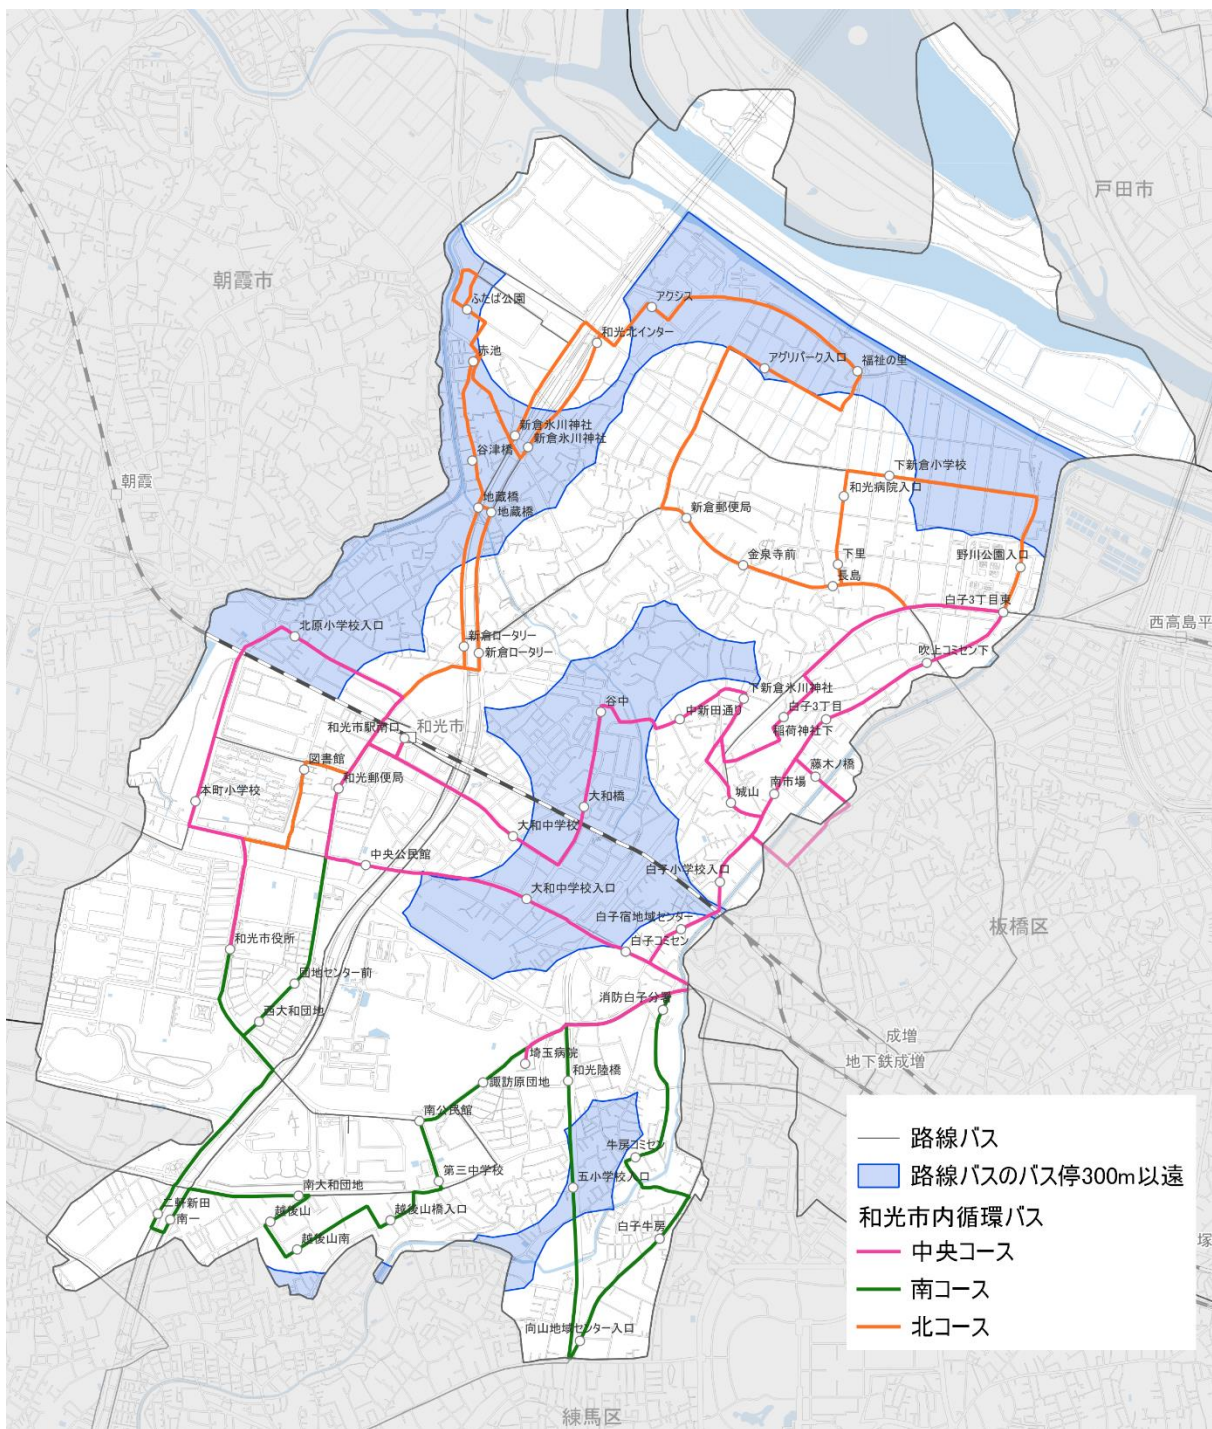 戸田市
朝霞市
ふたば公園
アクシス
和光北インター
赤池
アグリパーク入口
福祉の里
新倉氷川神社
新倉氷川神社
谷津橋
下新倉小学校
和光病院入口
朝霞
地蔵橋
地蔵橋
新倉郵便局
金泉寺前
下里
野川公園入口
長島
白子3丁目東
西高島平
北原小学校入口
新倉ロータリー
新倉ロータリー
吹上コミセン下
谷中
下新倉氷川神社
中新田通り
白子3丁目
稲荷神社下
和光市駅南口
和光市
図書館
藤木ノ橋
和光郵便局
本町小学校
南市場
城山
大和橋
大和中学校
中央公民館
白子小学校入口
大和中学校入口
白子宿地域センター
板橋区
和光市役所
白子コミセン
団地センター前
消防白子分署
西大和団地
成増
地下鉄成増
埼玉病院
諏訪原団地
和光陸橋
南公民館
牛房コミセン
第三中学校
五小学校入口
南大和団地
二軒新田
南一
越後山
越後山橋入口
白子牛房
越後山南
向山地域センター入口
練馬区
塚
路線バス
路線バスのバス停300m以遠
和光市内循環バス
中央コース
南コース
北コース